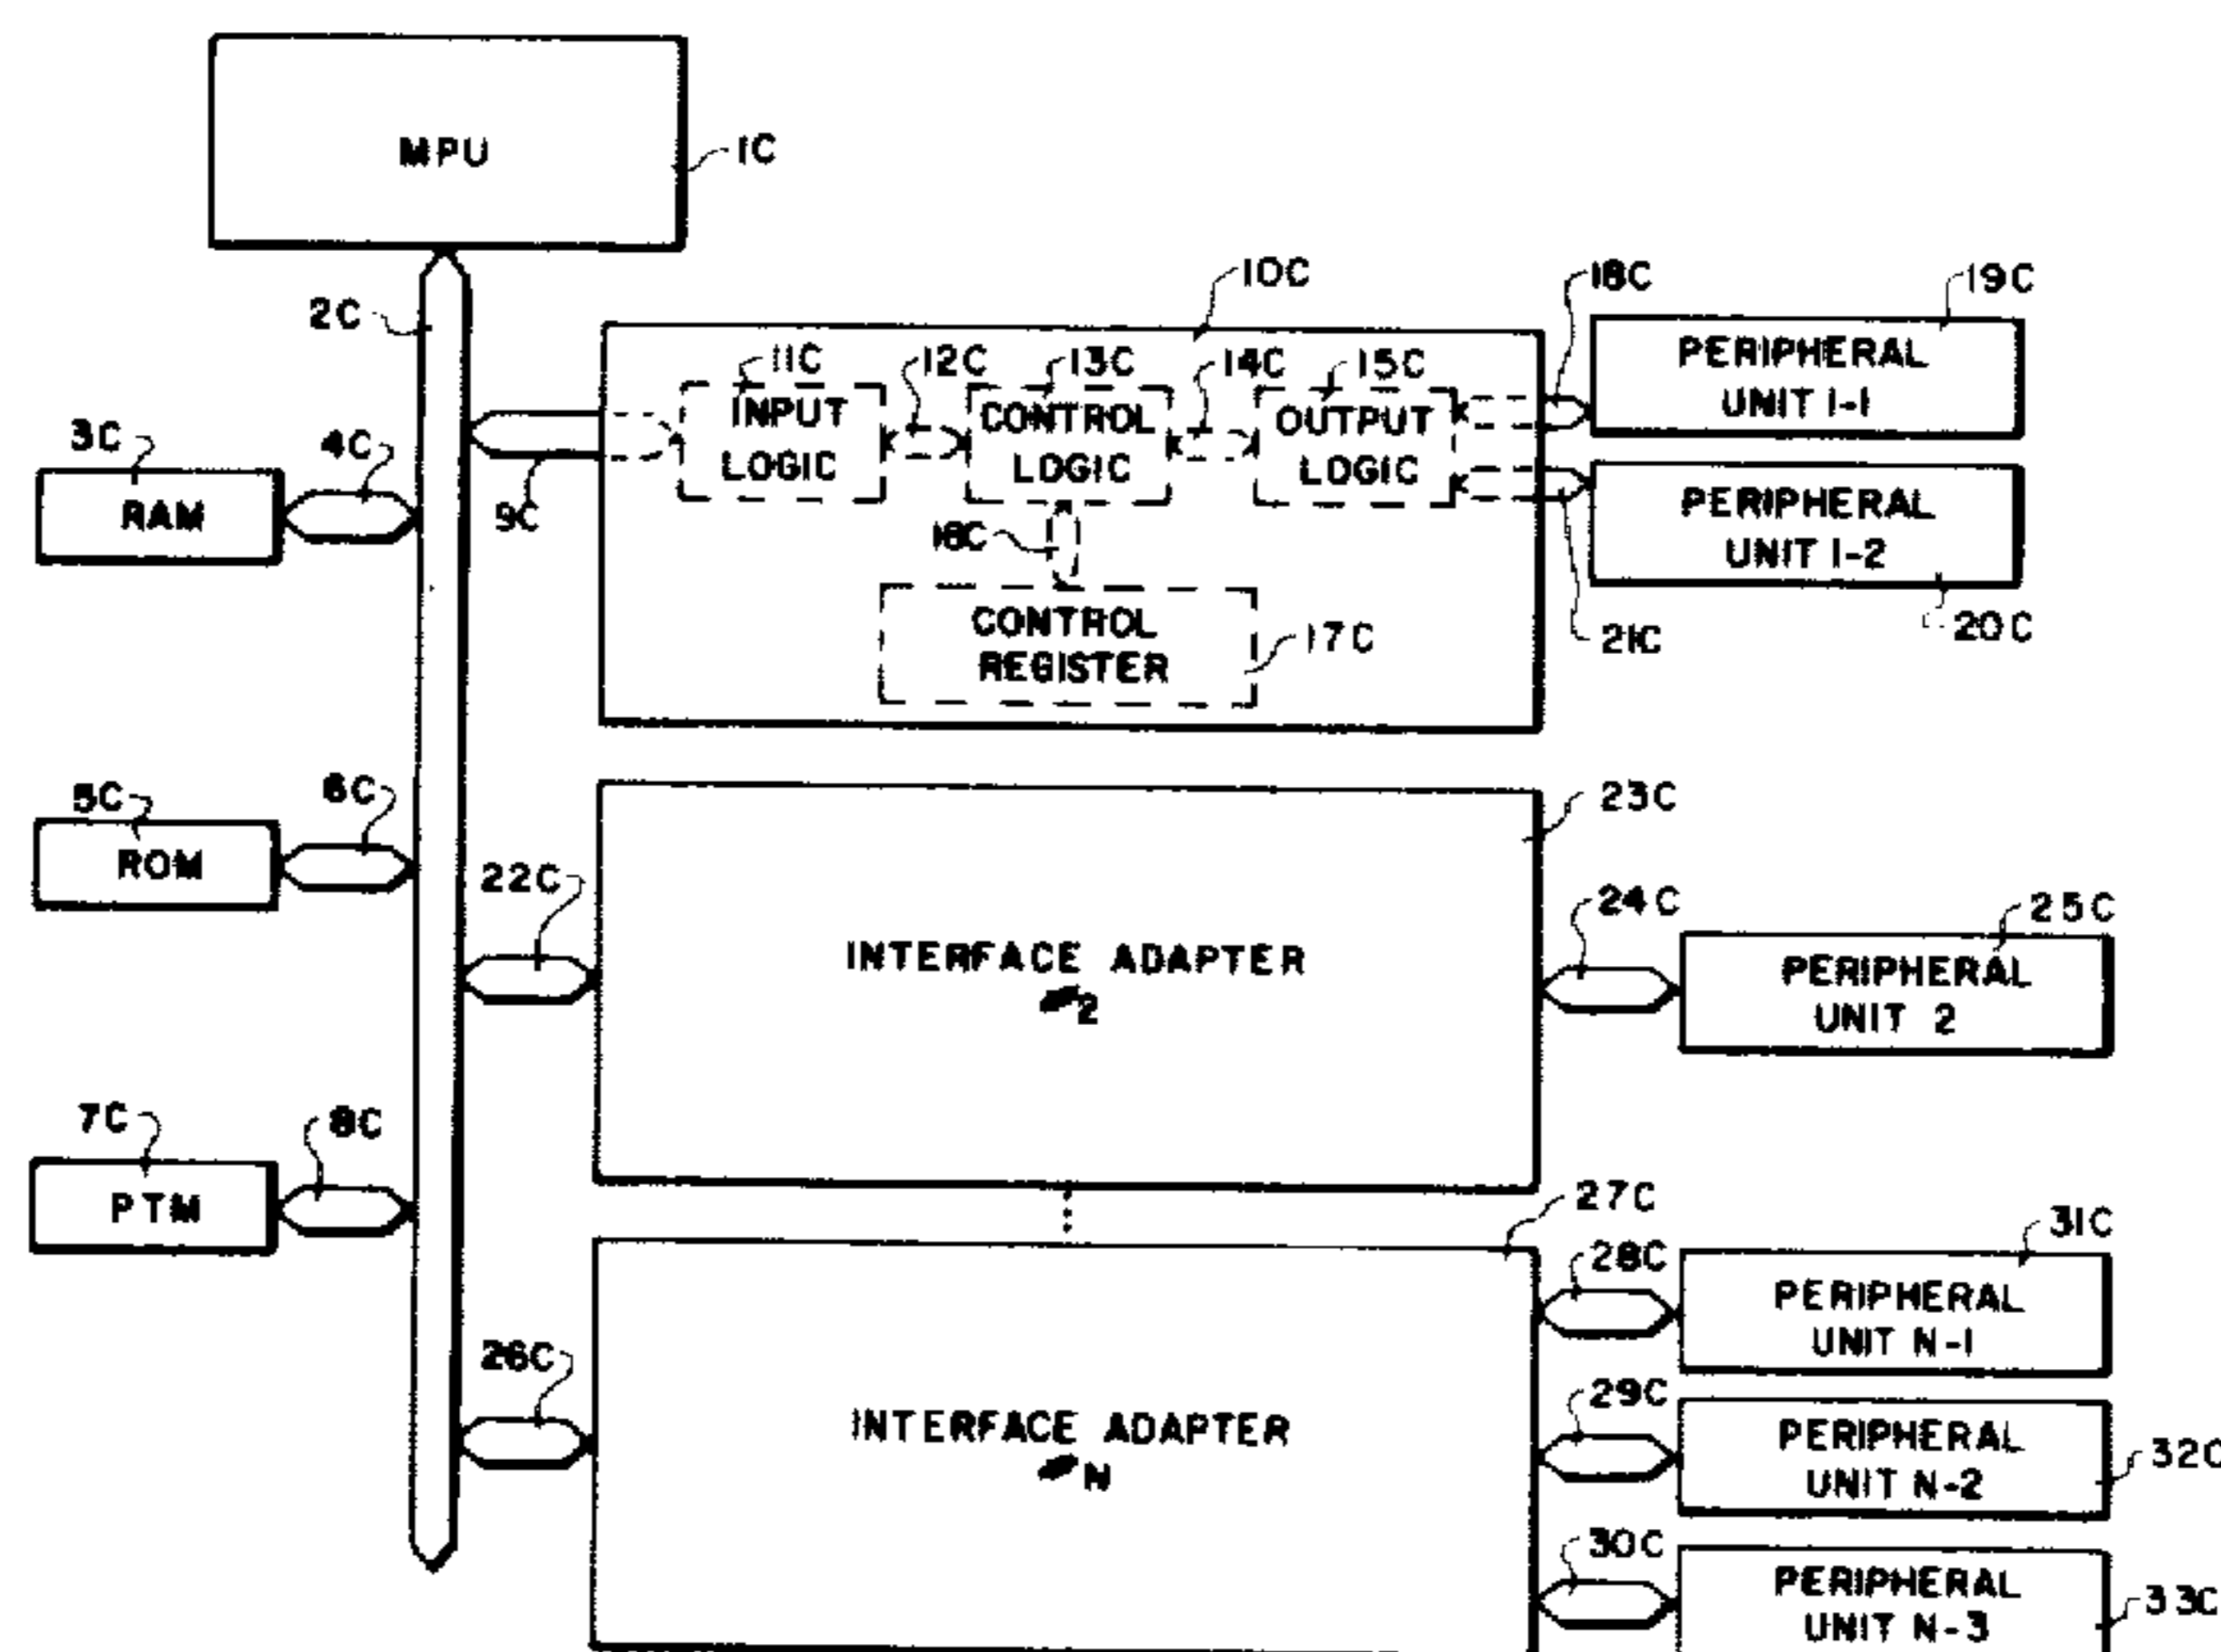 MPU
1C
2C
10C
18C
19C
11C
12C
13C
14C
15C
PERIPHERAL
UNIT 1-1
INPUT
LOGIC
CONTROL
LOGIC
OUTPUT
LOGIC
3C
4C
RAM
9C
PERIPHERAL
UNIT 1-2
16C
CONTROL
REGISTER
17C
21C
20C
5C
6C
ROM
23C
22C
24C
25C
INTERFACE ADAPTER
#2
PERIPHERAL
UNIT 2
7C
8C
PTM
27C
28C
31C
PERIPHERAL
UNIT N-1
26C
29C
INTERFACE ADAPTER
#N
PERIPHERAL
UNIT N-2
32C
30C
PERIPHERAL
UNIT N-3
33C